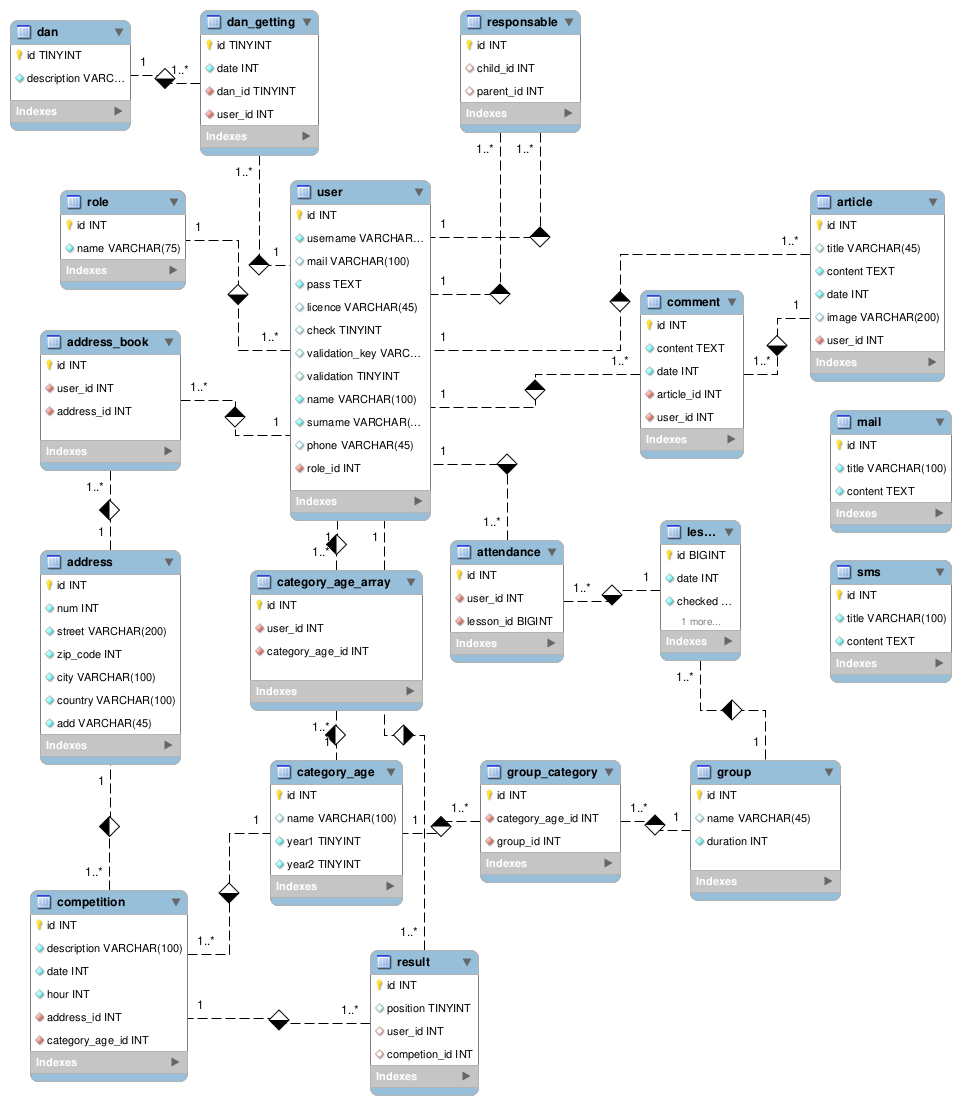 dan
id TINYINT
description VARC...
Indexes
1
1..*
dan_getting
id TINYINT
date INT
dan_id TINYINT
user_id INT
Indexes
1..*
responsable
id INT
child_id INT
parent_id INT
Indexes
1..*
1..*
role
id INT
name VARCHAR(75)
Indexes
1
1..*
user
id INT
username VARCHAR...
mail VARCHAR(100)
pass TEXT
licence VARCHAR(45)
check TINYINT
validation_key VARC...
validation TINYINT
name VARCHAR(100)
surname VARCHAR(...
phone VARCHAR(45)
role_id INT
Indexes
1
1
1
1
1
1
1
article
id INT
title VARCHAR(45)
content TEXT
date INT
image VARCHAR(200)
user_id INT
Indexes
1..*
1
comment
id INT
content TEXT
date INT
article_id INT
user_id INT
Indexes
1..*
1..*
address_book
id INT
user_id INT
address_id INT
Indexes
1..*
1..*
1
mail
id INT
title VARCHAR(100)
content TEXT
Indexes
address
id INT
num INT
street VARCHAR(200)
zip_code INT
city VARCHAR(100)
country VARCHAR(100)
add VARCHAR(45)
Indexes
1
1..*
1
1..*
1
category_age_array
id INT
user_id INT
category_age_id INT
Indexes
1..*
1
attendance
id INT
user_id INT
lesson_id BIGINT
Indexes
1..*
1..*
1
les...
id BIGINT
date INT
checked ...
1 more...
Indexes
1..*
1
sms
id INT
title VARCHAR(100)
content TEXT
Indexes
category_age
id INT
name VARCHAR(100)
year1 TINYINT
year2 TINYINT
Indexes
1
1
1..*
group_category
id INT
category_age_id INT
group_id INT
Indexes
1..*
1
group
id INT
name VARCHAR(45)
duration INT
Indexes
competition
id INT
description VARCHAR(100)
date INT
hour INT
address_id INT
category_age_id INT
Indexes
1..*
1
1..*
1..*
result
id INT
position TINYINT
user_id INT
competion_id INT
Indexes